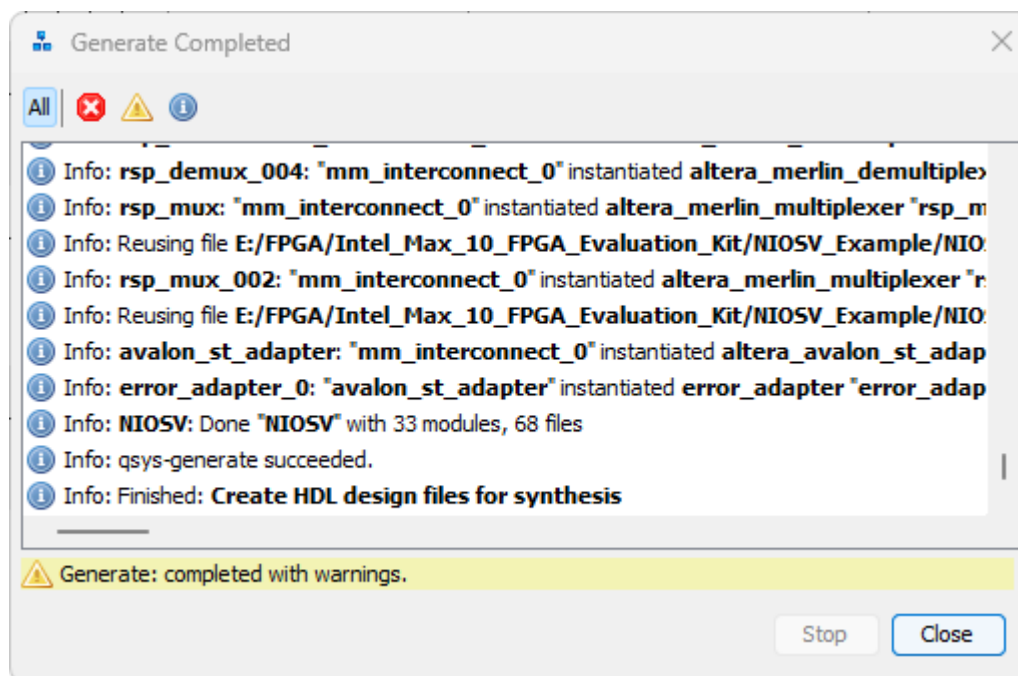 Generate Completed
All
Info: rsp_demux_004: "mm_interconnect_0" instantiated altera_merlin_demultiplex
Info: rsp_mux: "mm_interconnect_0" instantiated altera_merlin_multiplexer "rsp_m
Info: Reusing file E:/FPGA/Intel_Max_10_FPGA_Evaluation_Kit/NIOSV_Example/NIO
Info: rsp_mux_002: "mm_interconnect_0" instantiated altera_merlin_multiplexer "r
Info: Reusing file E:/FPGA/Intel_Max_10_FPGA_Evaluation_Kit/NIOSV_Example/NIO
Info: avalon_st_adapter: "mm_interconnect_0" instantiated altera_avalon_st_adap
Info: error_adapter_0: "avalon_st_adapter" instantiated error_adapter "error_adap
Info: NIOSV: Done "NIOSV" with 33 modules, 68 files
Info: qsys-generate succeeded.
Info: Finished: Create HDL design files for synthesis
Generate: completed with warnings.
Stop Close